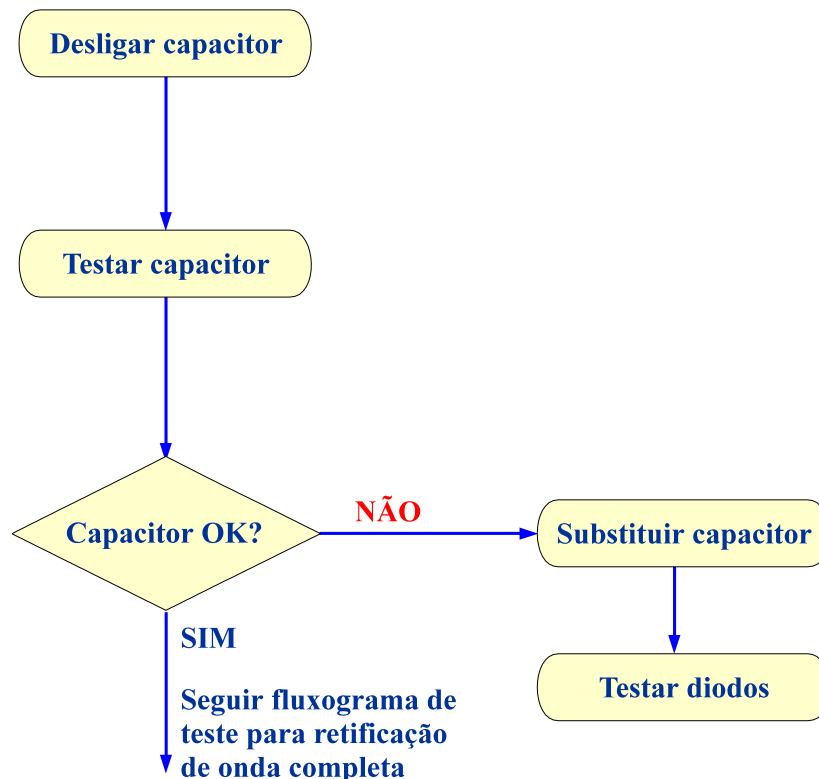 Desligar capacitor
Testar capacitor
Capacitor OK?
NÃO
Substituir capacitor
SIM
Testar diodos
Seguir fluxograma de
teste para retificação
de onda completa